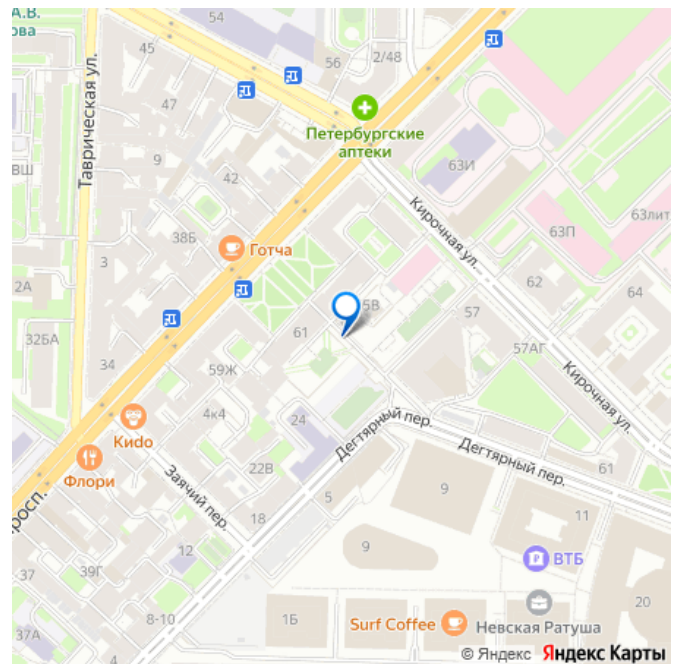 А.В.
ова
54
45
56
2/48
Таврическая ул.
47
Петербургские
аптеки
ВШ
9
63И
42
Кирочная ул.
63лит
38Б
63П
Готча
3
62
2А
64
5В
57
32БА
61
34
57АГ
59Ж
Кирочная ул.
4к4
24
Дегтярный пер.
Кido
Дегтярный пер.
61
Флори
22В
Заячий пер.
росп.
9
5
18
11
12
9
ВТБ
37
39Г
20
8-10
1Б
Surf Coffee
Невская Ратуша
37А
© Яндекс Яндекс Карты